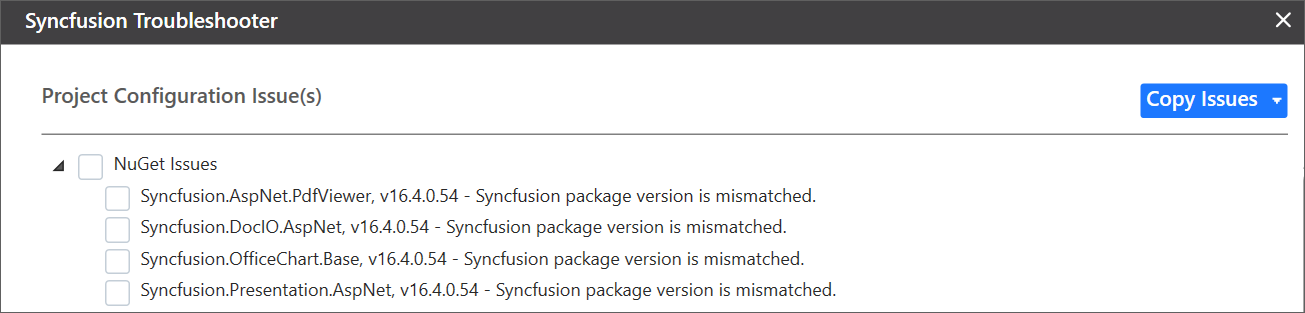 Syncfusion Troubleshooter
Project Configuration Issue(s)
Copy Issues
NuGet Issues
Syncfusion.AspNet.PdfViewer, v16.4.0.54 - Syncfusion package version is mismatched.
Syncfusion.DocIO.AspNet, v16.4.0.54 - Syncfusion package version is mismatched.
Syncfusion.OfficeChart.Base, v16.4.0.54 - Syncfusion package version is mismatched.
Syncfusion.Presentation.AspNet, v16.4.0.54 - Syncfusion package version is mismatched.